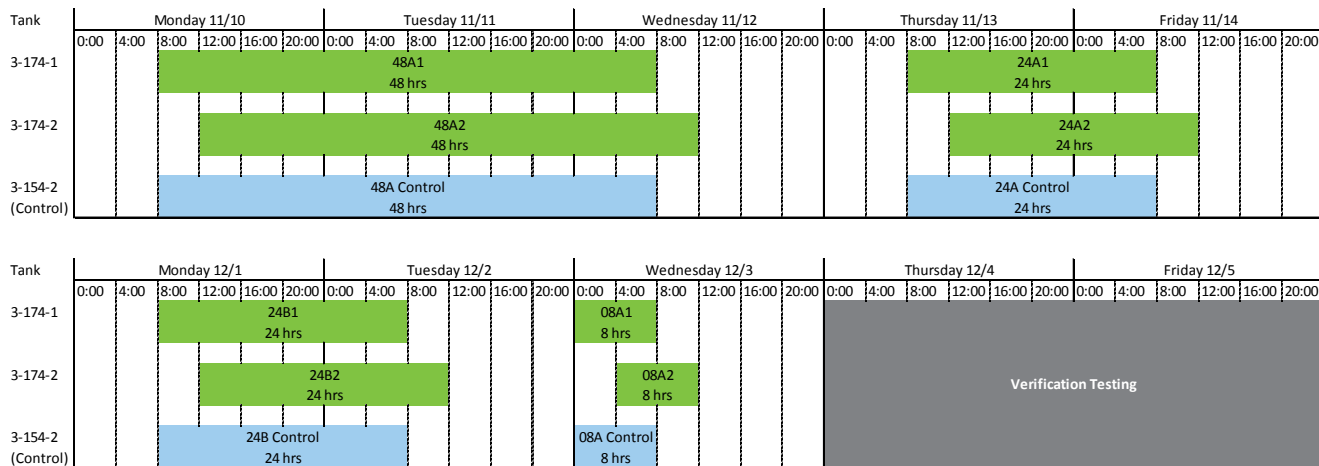 Tank Monday 11/10 Tuesday 11/11 Wednesday 11/12 Thursday 11/13 Friday 11/14
0:00 4:00 8:00 12:00 16:00 20:00 0:00 4:00 8:00 12:00 16:00 20:00 0:00 4:00 8:00 12:00 16:00 20:00 0:00 4:00 8:00 12:00 16:00 20:00 0:00 4:00 8:00 12:00 16:00 20:00
3-174-1 48A1 24A1
48 hrs 24 hrs
3-174-2 48A2 24A2
48 hrs 24 hrs
3-154-2 48A Control 24A Control
(Control) 48 hrs 24 hrs
Tank Monday 12/1 Tuesday 12/2 Wednesday 12/3 Thursday 12/4 Friday 12/5
0:00 4:00 8:00 12:00 16:00 20:00 0:00 4:00 8:00 12:00 16:00 20:00 0:00 4:00 8:00 12:00 16:00 20:00 0:00 4:00 8:00 12:00 16:00 20:00 0:00 4:00 8:00 12:00 16:00 20:00
3-174-1 24B1 08A1
24 hrs 8 hrs
3-174-2 24B2 08A2
24 hrs 8 hrs
Verification Testing
3-154-2 24B Control 08A Control
(Control) 24 hrs 8 hrs